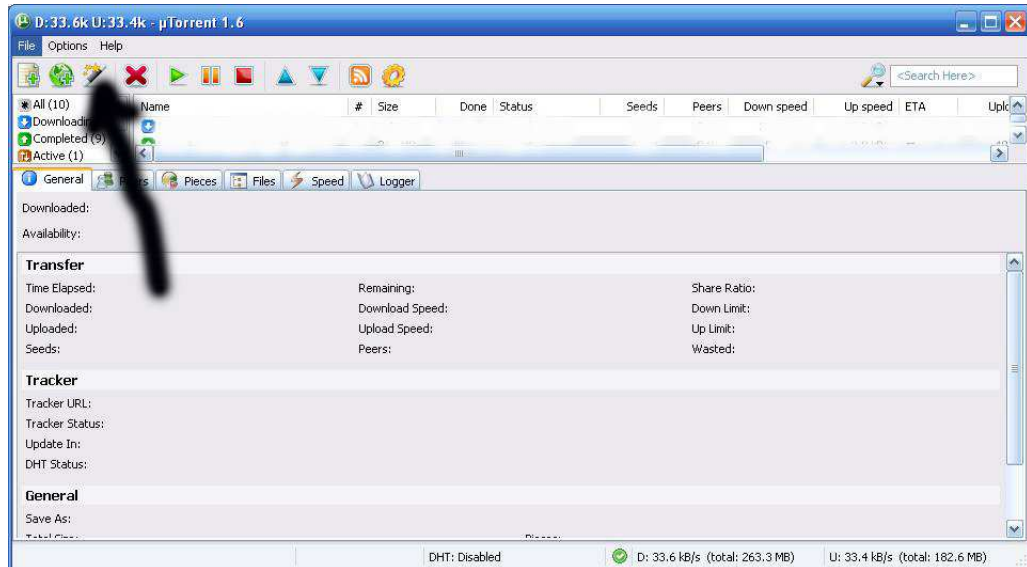 D:33.6k U:33.4k - µTorrent 1.6
File Options Help
<Search Here>
All (10)
Name # Size Done Status Seeds Peers Down speed Up speed ETA
Completed (9)
Active (1)
General Pieces Files Speed Logger
Downloaded:
Availability:
Transfer
Time Elapsed: Remaining: Share Ratio:
Downloaded: Download Speed: Down Limit:
Uploaded: Upload Speed: Up Limit:
Seeds: Peers: Wasted:
Tracker
Tracker URL:
Tracker Status:
Update In:
DHT Status:
General
Save As:
DHT: Disabled D: 33.6 kB/s (total: 263.3 MB) U: 33.4 kB/s (total: 182.6 MB)